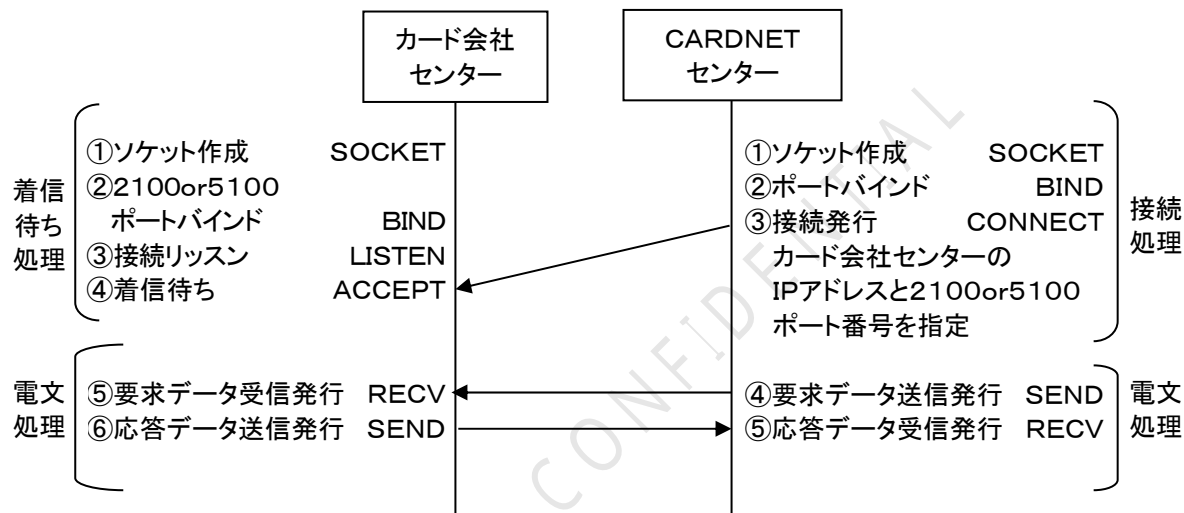 カード会社
センター
CARDNET
センター
着信
待ち
処理
①ソケット作成 SOCKET
②2100or5100
ポートバインド BIND
③接続リッスン LISTEN
④着信待ち ACCEPT
①ソケット作成 SOCKET
②ポートバインド BIND
③接続発行 CONNECT
カード会社センターの
IPアドレスと2100or5100
ポート番号を指定
接続
処理
電文
処理
⑤要求データ受信発行 RECV
⑥応答データ送信発行 SEND
④要求データ送信発行 SEND
⑤応答データ受信発行 RECV
電文
処理
CONFIDENTIAL